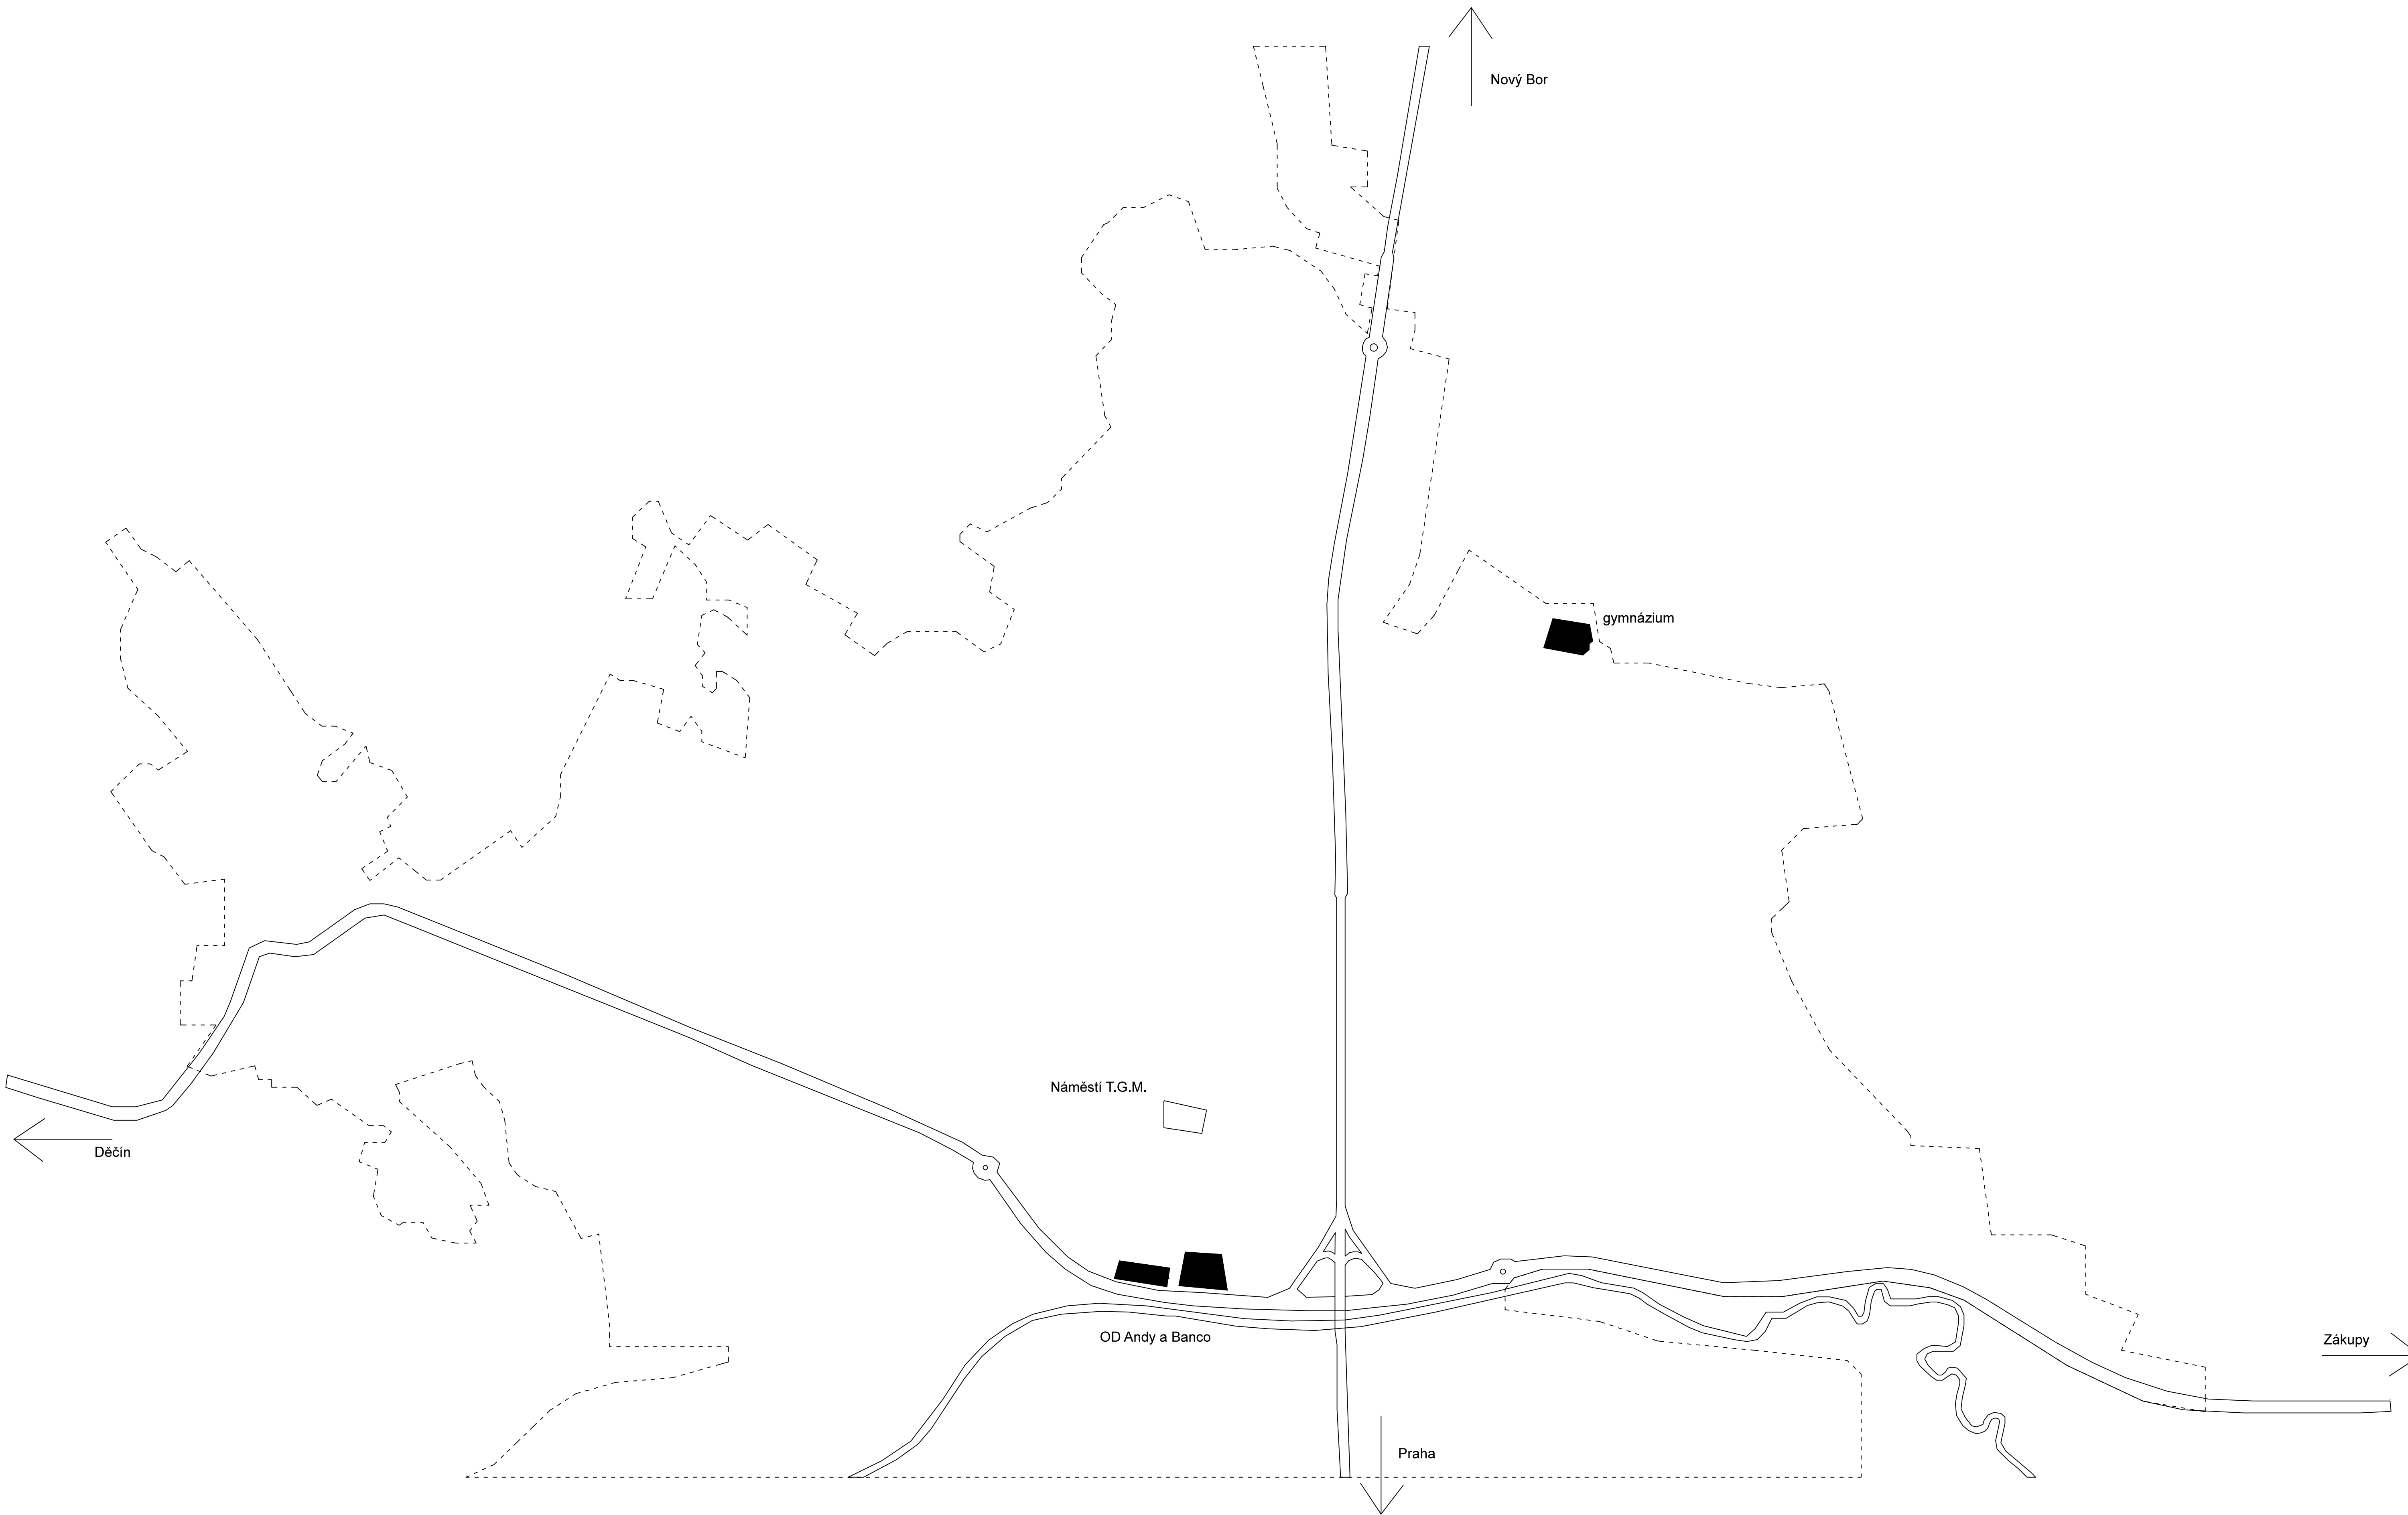 Nový Bor
gymnázium
Náměstí T.G.M.
Děčín
OD Andy a Banco
Zákupy
Praha